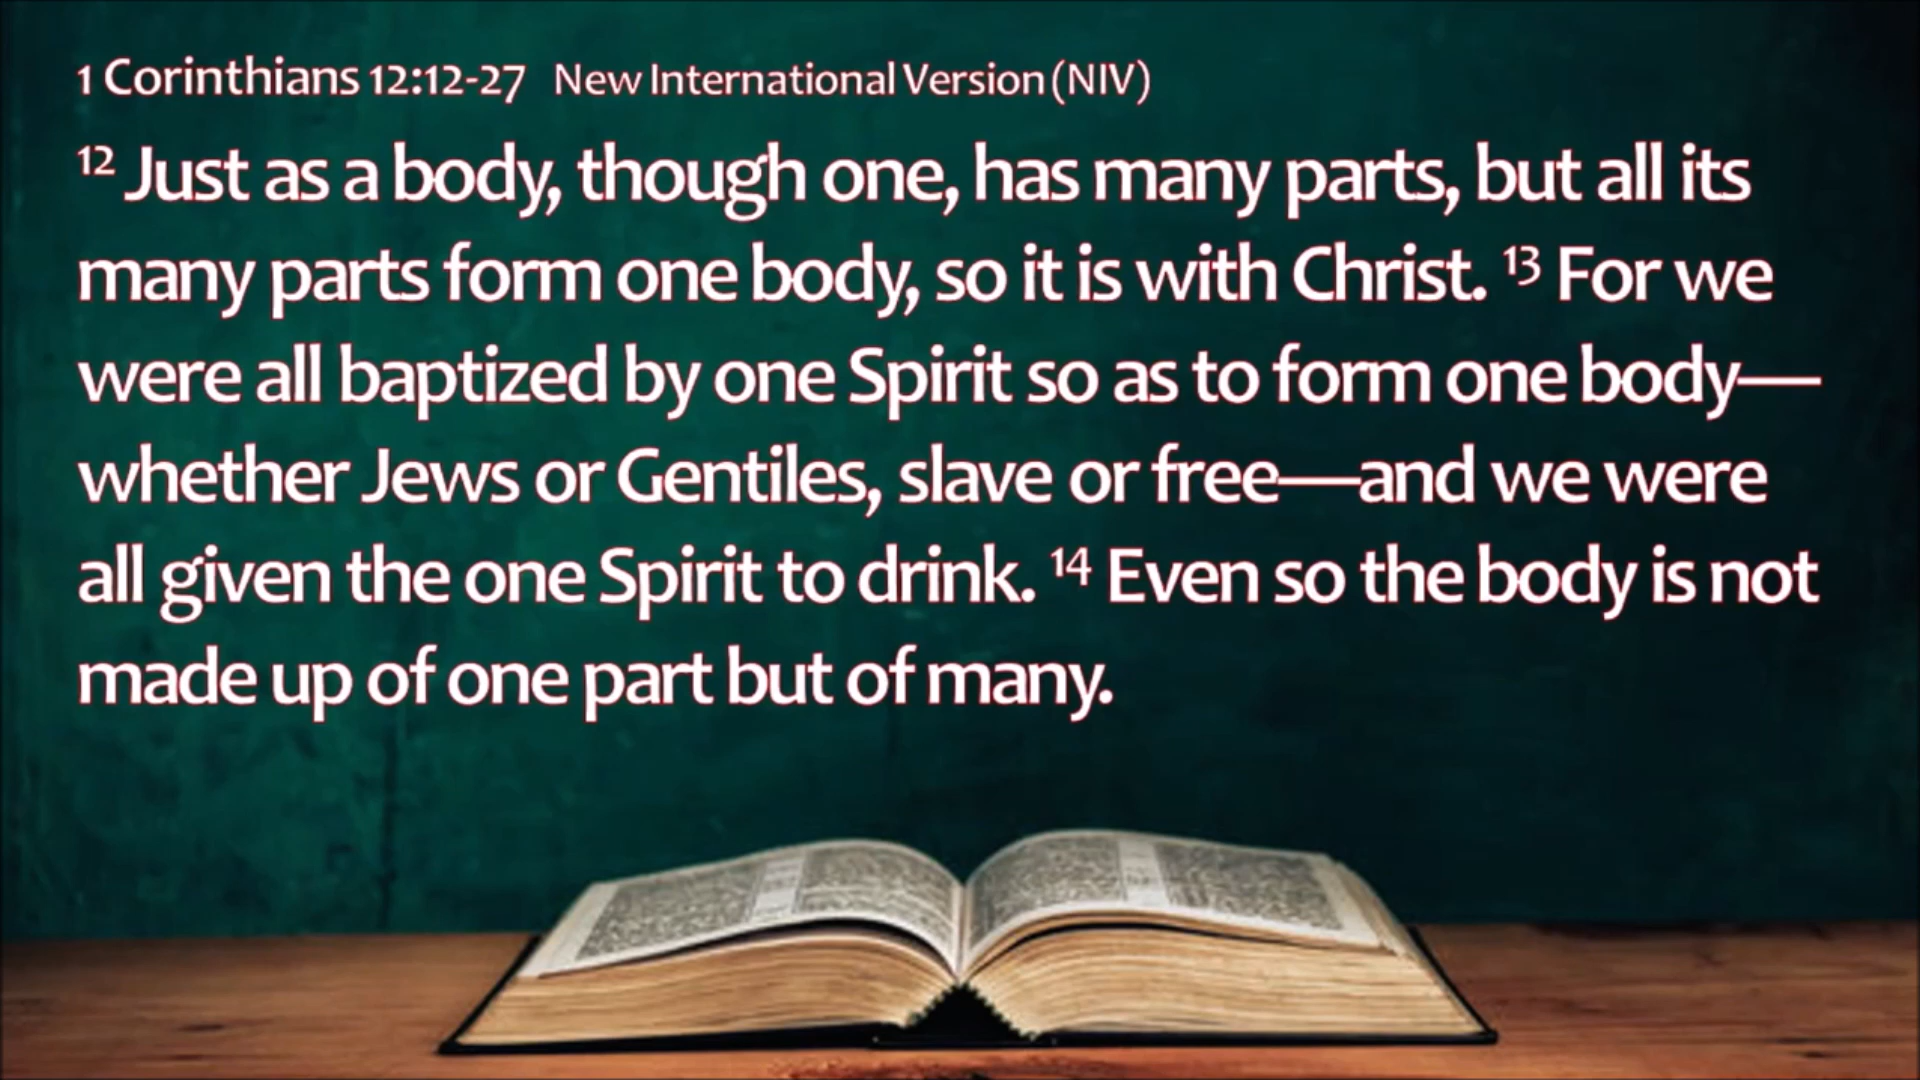 1 Corinthians 12:12-27 New International Version (NIV)
12 Just as a body, though one, has many parts, but all its
many parts form one body, so it is with Christ. 13 For we
were all baptized by one Spirit so as to form one body—
whether Jews or Gentiles, slave or free—and we were
all given the one Spirit to drink. 14 Even so the body is not
made up of one part but of many.